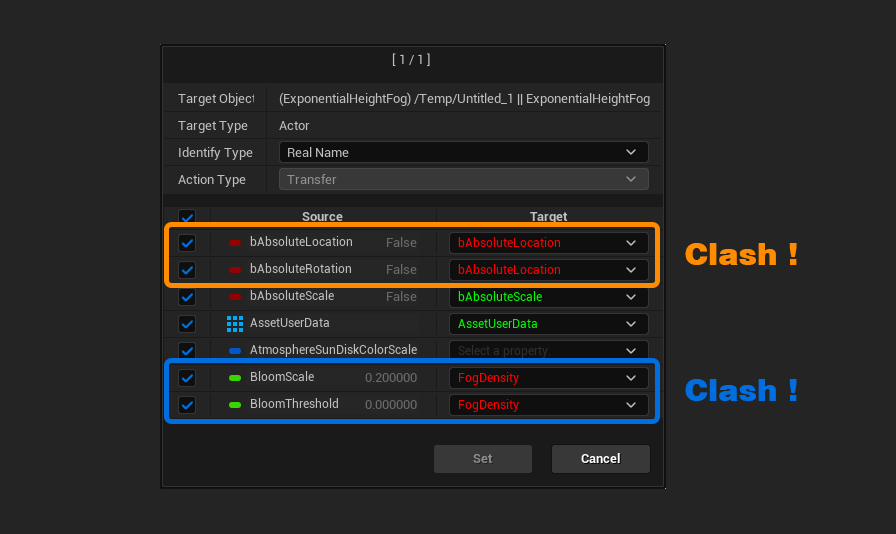 [ 1 / 1 ]
Target Object (ExponentialHeightFog) /Temp/Untitled_1 || ExponentialHeightFog
Target Type Actor
Identify Type Real Name
Action Type Transfer
Source Target
bAbsoluteLocation False bAbsoluteLocation
Clash !
bAbsoluteRotation False bAbsoluteLocation
bAbsoluteScale False bAbsoluteScale
AssetUserData AssetUserData
AtmosphereSunDiskColorScale Select a property
BloomScale 0.200000 FogDensity
Clash !
BloomThreshold 0.000000 FogDensity
Set Cancel